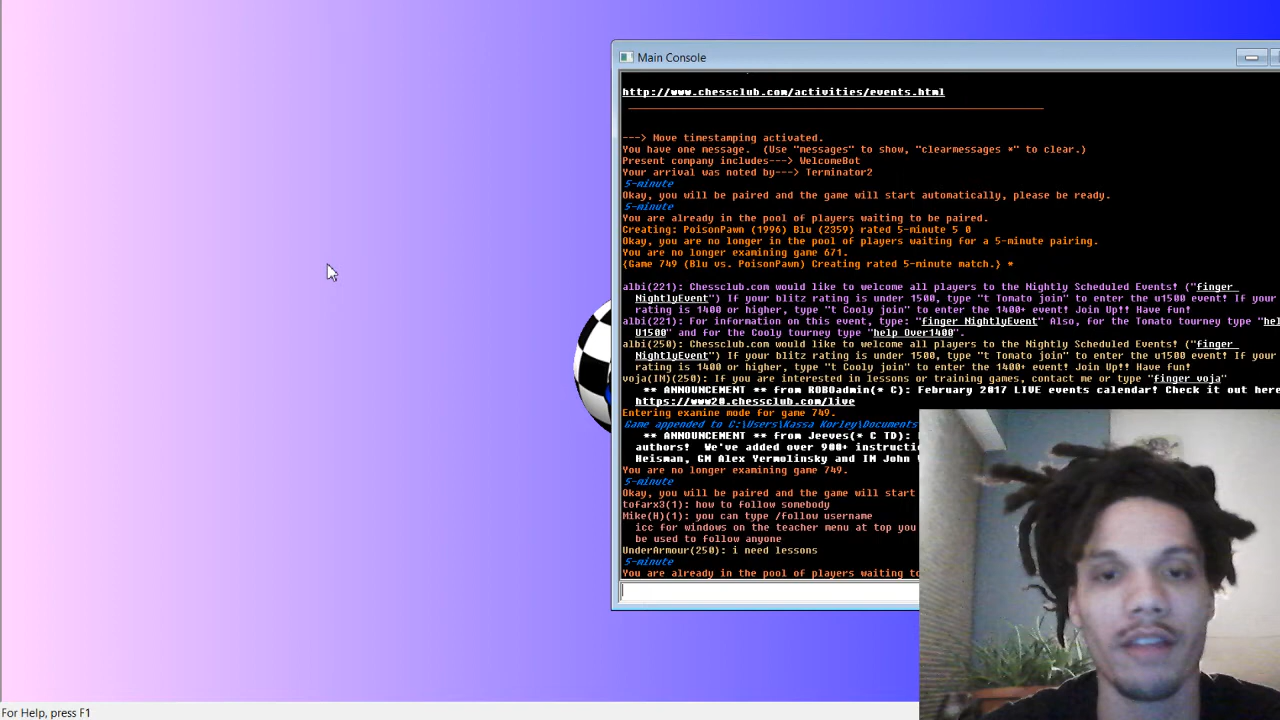 Main Console
http://www.chessclub.com/activities/events.html
---> Move timestamping activated.
You have one message. (Use "messages" to show, "clearmessages *" to clear.)
Present company includes---> WelcomeBot
Your arrival was noted by---> Terminator2
5-minute
Okay, you will be paired and the game will start automatically, please be ready.
5-minute
You are already in the pool of players waiting to be paired.
Creating: PoisonPawn (1996) Blu (2359) rated 5-minute 5 0
Okay, you are no longer in the pool of players waiting for a 5-minute pairing.
You are no longer examining game 671.
{Game 749 (Blu vs. PoisonPawn) Creating rated 5-minute match.} *
albi(221): Chessclub.com would like to welcome all players to the Nightly Scheduled Events! ("finger
NightlyEvent") If your blitz rating is under 1500, type "t Tomato join" to enter the u1500 event! If your
rating is 1400 or higher, type "t Cooly join" to enter the 1400+ event! Join Up!! Have fun!
albi(221): For information on this event, type: "finger NightlyEvent" Also, for the Tomato tourney type "hel
U1500" and for the Cooly tourney type "help Over1400".
albi(250): Chessclub.com would like to welcome all players to the Nightly Scheduled Events! ("finger
NightlyEvent") If your blitz rating is under 1500, type "t Tomato join" to enter the u1500 event! If your
rating is 1400 or higher, type "t Cooly join" to enter the 1400+ event! Join Up!! Have fun!
voja(IM)(250): If you are interested in lessons or training games, contact me or type "finger voja"
** ANNOUNCEMENT ** from ROBOadmin(* C): February 2017 LIVE events calendar! Check it out here
https://www20.chessclub.com/live
Entering examine mode for game 749.
Game appended to C:\Users\Kassa Korley\Documents
** ANNOUNCEMENT ** from Jeeves(* C TD):
authors! We've added over 900+ instructi
Heisman, GM Alex Yermolinsky and IM John
You are no longer examining game 749.
5-minute
Okay, you will be paired and the game will start
tofarx3(1): how to follow somebody
Mike(H)(1): you can type /follow username
icc for windows on the teacher menu at top you
be used to follow anyone
UnderArmour(250): i need lessons
5-minute
You are already in the pool of players waiting to
For Help, press F1